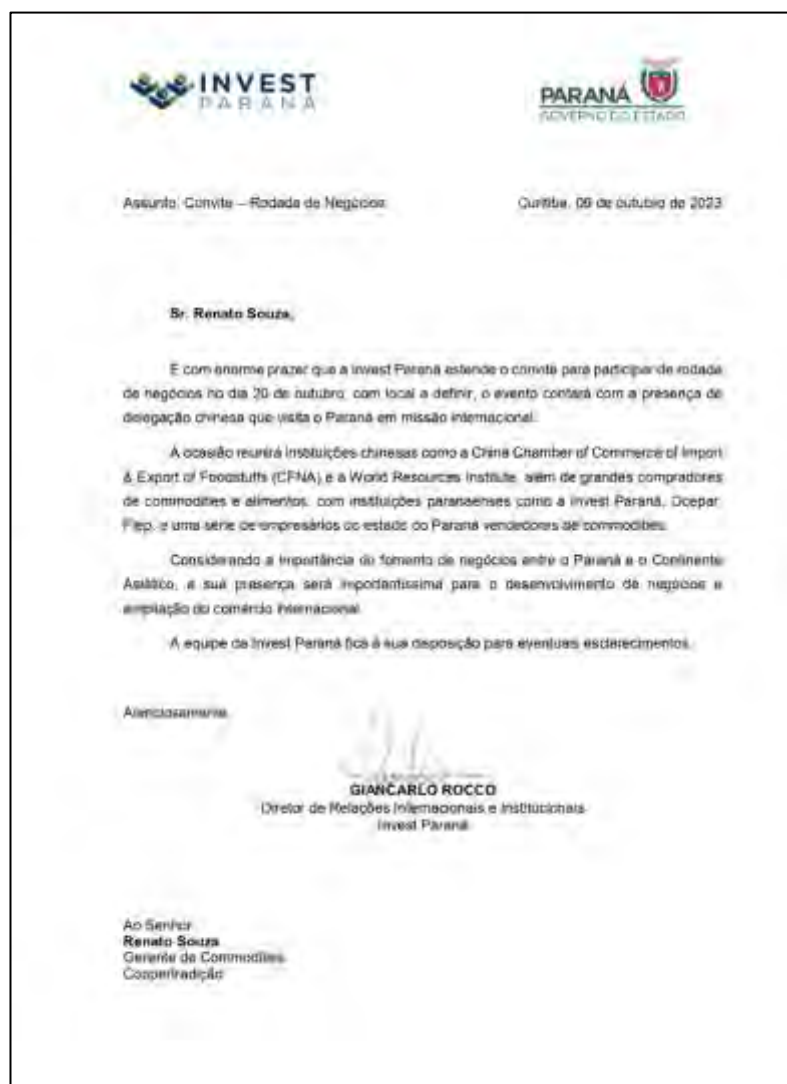 INVEST
PARANÁ
PARANÁ
GOVERNO DO ESTADO
Assunto: Convite – Rodada de Negócios
Curitiba, 09 de outubro de 2023
Sr. Renato Souza,
É com enorme prazer que a Invest Paraná estende o convite para participar de rodada
de negócios no dia 20 de outubro, com local a definir, o evento contará com a presença de
delegação chinesa que visita o Paraná em missão internacional.
A ocasião reunirá instituições chinesas como a China Chamber of Commerce of Import
& Export of Foodstuffs (CFNA) e a World Resources Institute, além de grandes compradores
de commodities e alimentos, com instituições paranaenses como a Invest Paraná, Ocepar,
Fiep, e uma série de empresários do estado do Paraná vendedores de commodities.
Considerando a importância do fomento de negócios entre o Paraná e o Continente
Asiático, a sua presença será importantíssima para o desenvolvimento de negócios e
ampliação do comércio internacional.
A equipe da Invest Paraná fica à sua disposição para eventuais esclarecimentos.
Atenciosamente,
GIANCARLO ROCCO
Diretor de Relações Internacionais e Institucionais
Invest Paraná
Ao Senhor
Renato Souza
Gerente de Commodities
Coopertradição